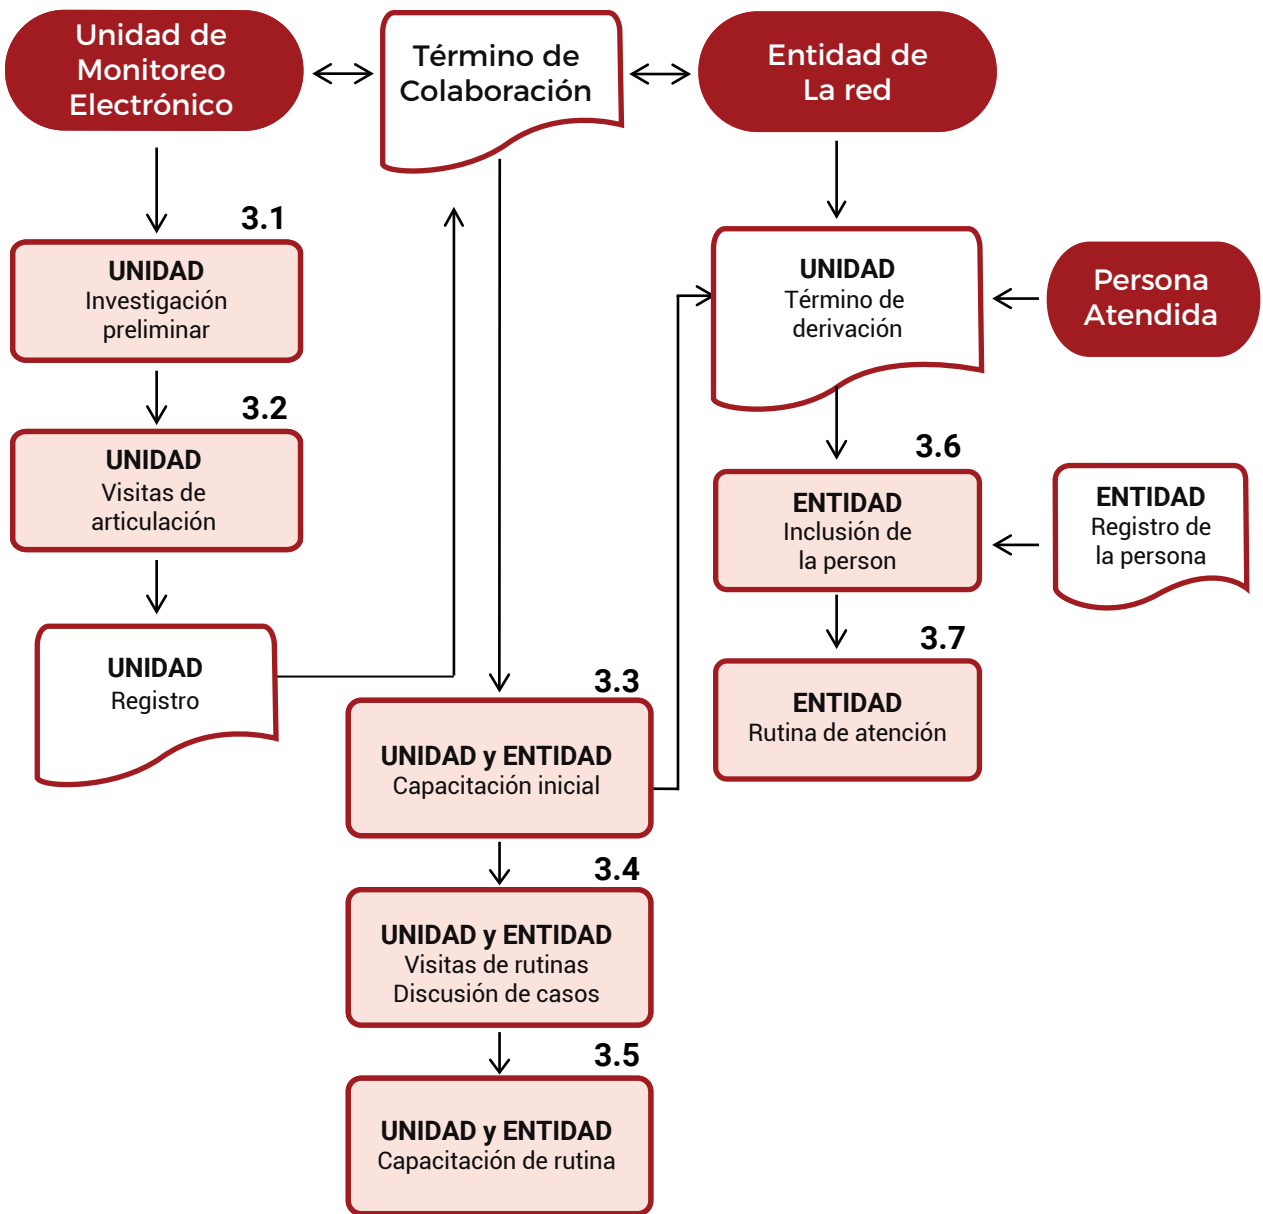 Unidad de
Monitoreo
Electrónico
Término de
Colaboración
Entidad de
La red
3.1
UNIDAD
Investigación
preliminar
UNIDAD
Término de
derivación
Persona
Atendida
3.2
UNIDAD
Visitas de
articulación
3.6
ENTIDAD
Inclusión de
la person
ENTIDAD
Registro de
la persona
UNIDAD
Registro
3.3
UNIDAD y ENTIDAD
Capacitación inicial
3.7
ENTIDAD
Rutina de atención
3.4
UNIDAD y ENTIDAD
Visitas de rutinas
Discusión de casos
3.5
UNIDAD y ENTIDAD
Capacitación de rutina